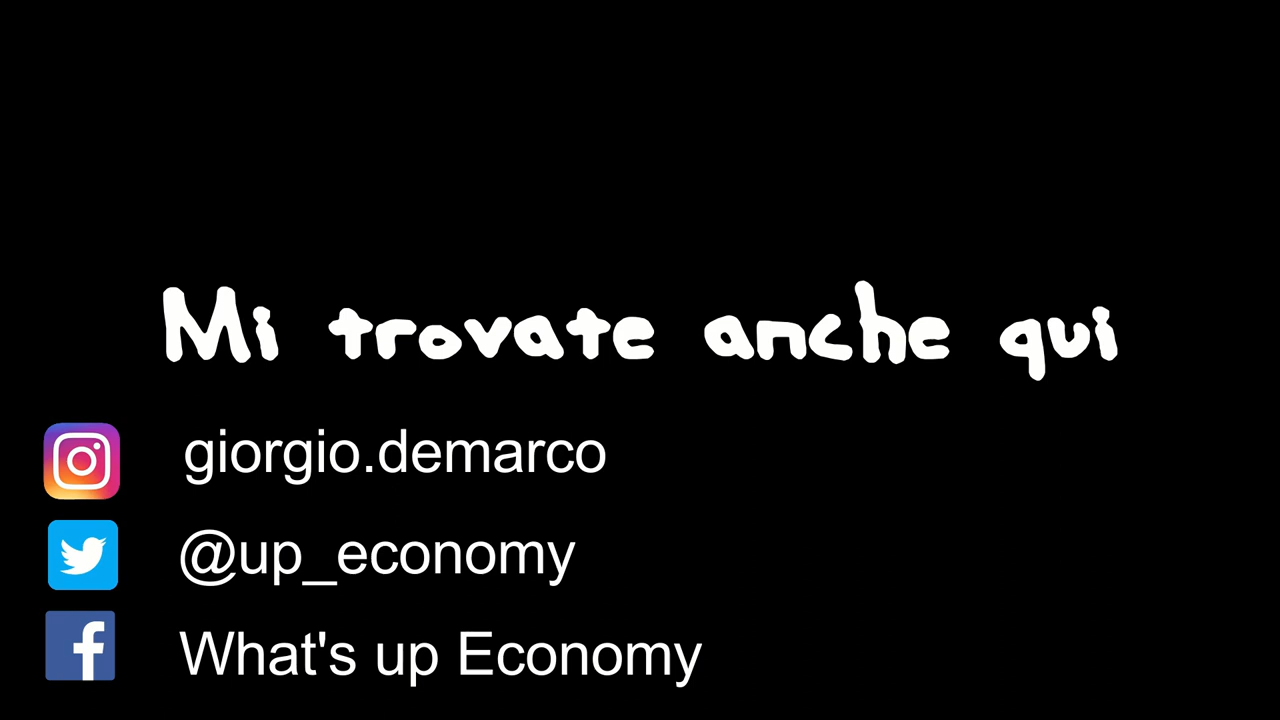 Mi trovate anche qui
giorgio.demarco
@up_economy
What's up Economy